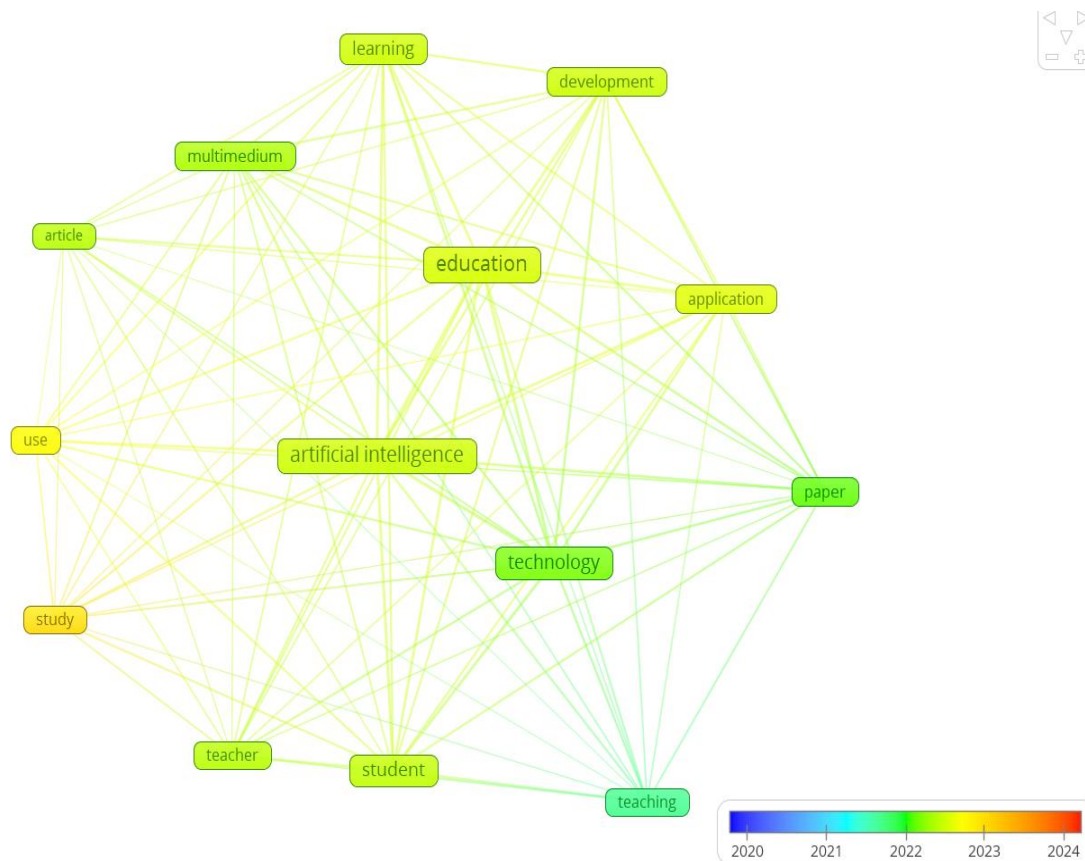 learning
development
multimedium
article
education
application
use
artificial intelligence
paper
technology
study
teacher
student
teaching
2020 2021 2022 2023 2024